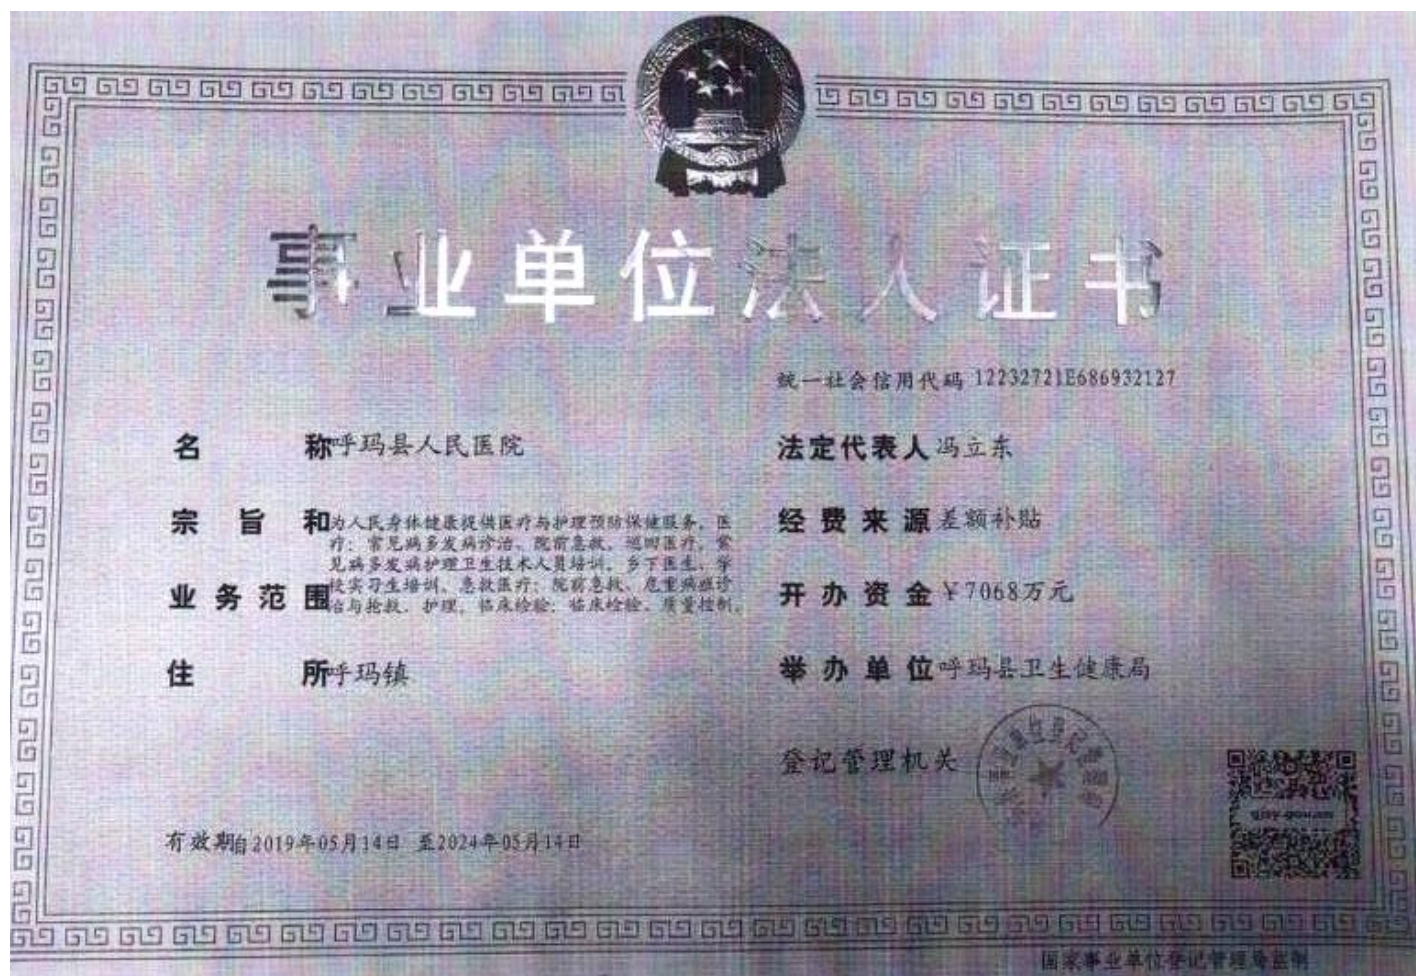 事业单位法人证书
统一社会信用代码 12232721E686932127
名 称 呼玛县人民医院
法定代表人 冯立东
宗旨和
业务范围
为人民身体健康提供医疗与护理预防保健服务。医
疗：常见病多发病诊治、院前急救、巡回医疗、常
见病多发病护理卫生技术人员培训、乡下医生、学
校实习生培训、急救医疗：院前急救、危重病症诊
治与抢救、护理、临床检验：临床检验、质量控制。
经费来源 差额补贴
开办资金 ￥7068万元
住 所 呼玛镇
举办单位 呼玛县卫生健康局
登记管理机关
有效期自2019年05月14日 至2024年05月14日
gjsy.gov.cn
国家事业单位登记管理局监制